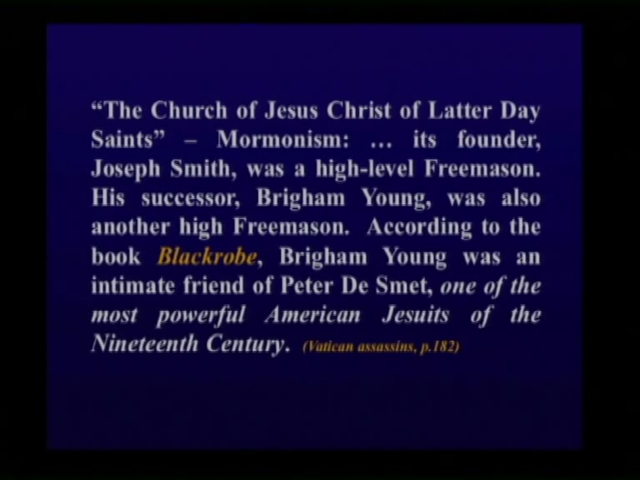 “The Church of Jesus Christ of Latter Day
Saints” – Mormonism: … its founder,
Joseph Smith, was a high-level Freemason.
His successor, Brigham Young, was also
another high Freemason. According to the
book Blackrobe, Brigham Young was an
intimate friend of Peter De Smet, one of the
most powerful American Jesuits of the
Nineteenth Century. (Vatican assassins, p.182)